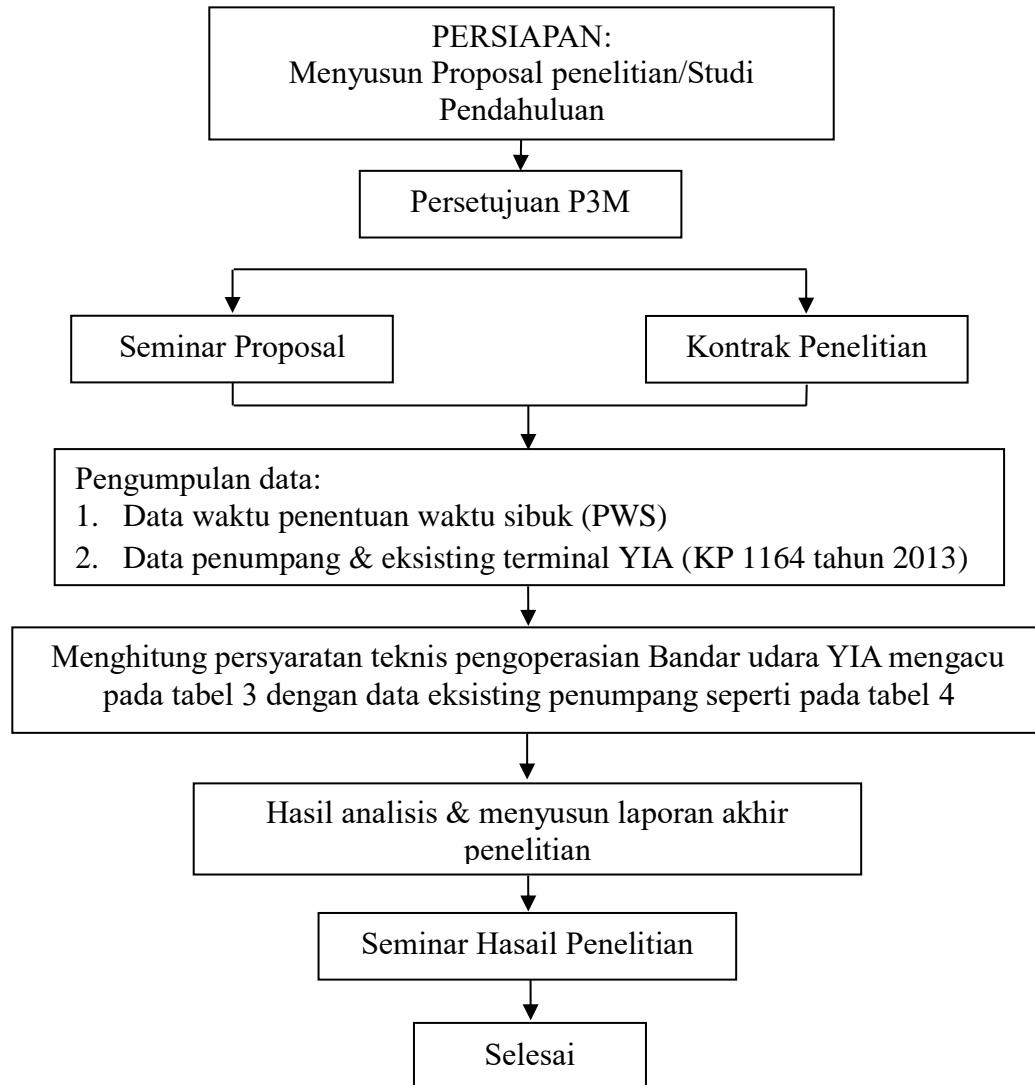 PERSIAPAN:
Menyusun Proposal penelitian/Studi
Pendahuluan
Persetujuan P3M
Seminar Proposal
Kontrak Penelitian
Pengumpulan data:
1. Data waktu penentuan waktu sibuk (PWS)
2. Data penumpang & eksisting terminal YIA (KP 1164 tahun 2013)
Menghitung persyaratan teknis pengoperasian Bandar udara YIA mengacu
pada tabel 3 dengan data eksisting penumpang seperti pada tabel 4
Hasil analisis & menyusun laporan akhir
penelitian
Seminar Hasail Penelitian
Selesai